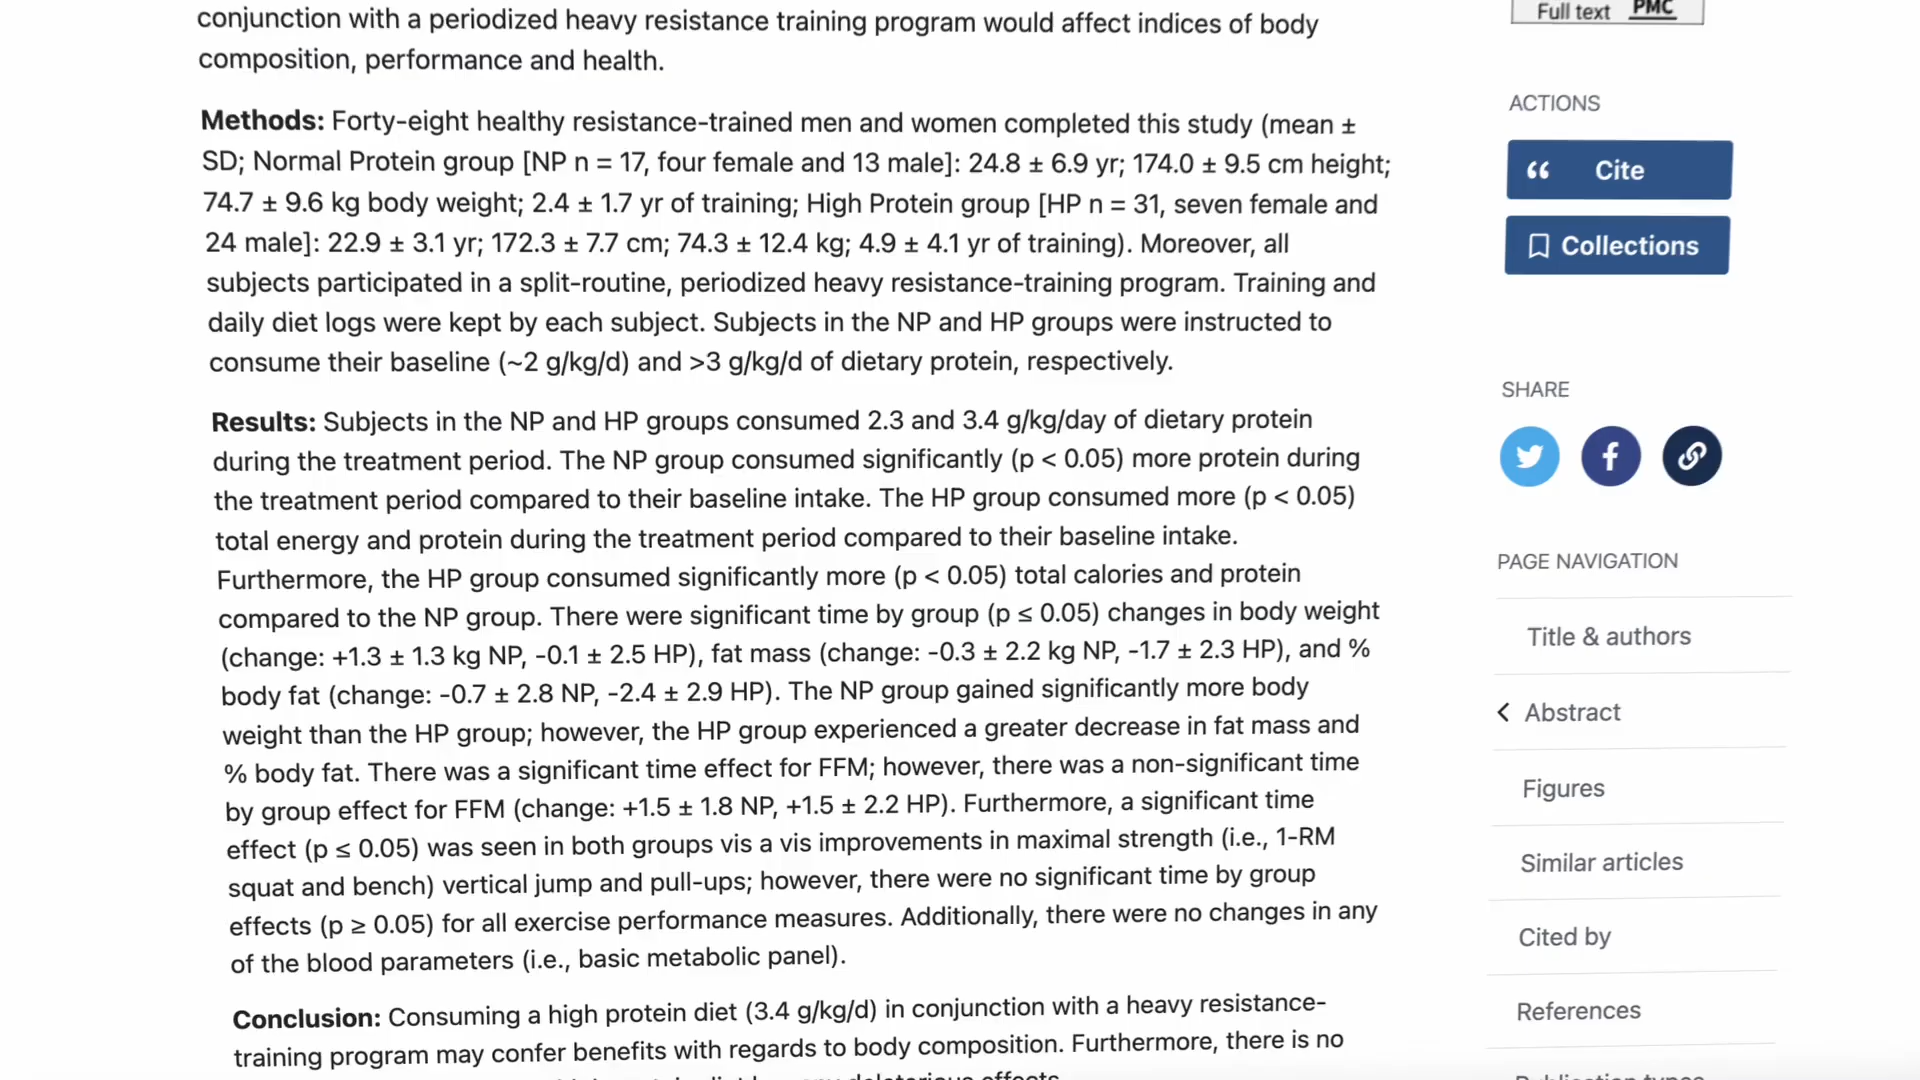 conjunction with a periodized heavy resistance training program would affect indices of body
composition, performance and health.
Methods: Forty-eight healthy resistance-trained men and women completed this study (mean ±
SD; Normal Protein group [NP n = 17, four female and 13 male]: 24.8 ± 6.9 yr; 174.0 ± 9.5 cm height;
74.7 ± 9.6 kg body weight; 2.4 ± 1.7 yr of training; High Protein group [HP n = 31, seven female and
24 male]: 22.9 ± 3.1 yr; 172.3 ± 7.7 cm; 74.3 ± 12.4 kg; 4.9 ± 4.1 yr of training). Moreover, all
subjects participated in a split-routine, periodized heavy resistance-training program. Training and
daily diet logs were kept by each subject. Subjects in the NP and HP groups were instructed to
consume their baseline (~2 g/kg/d) and >3 g/kg/d of dietary protein, respectively.
Results: Subjects in the NP and HP groups consumed 2.3 and 3.4 g/kg/day of dietary protein
during the treatment period. The NP group consumed significantly (p < 0.05) more protein during
the treatment period compared to their baseline intake. The HP group consumed more (p < 0.05)
total energy and protein during the treatment period compared to their baseline intake.
Furthermore, the HP group consumed significantly more (p < 0.05) total calories and protein
compared to the NP group. There were significant time by group (p ≤ 0.05) changes in body weight
(change: +1.3 ± 1.3 kg NP, -0.1 ± 2.5 HP), fat mass (change: -0.3 ± 2.2 kg NP, -1.7 ± 2.3 HP), and %
body fat (change: -0.7 ± 2.8 NP, -2.4 ± 2.9 HP). The NP group gained significantly more body
weight than the HP group; however, the HP group experienced a greater decrease in fat mass and
% body fat. There was a significant time effect for FFM; however, there was a non-significant time
by group effect for FFM (change: +1.5 ± 1.8 NP, +1.5 ± 2.2 HP). Furthermore, a significant time
effect (p ≤ 0.05) was seen in both groups vis a vis improvements in maximal strength (i.e., 1-RM
squat and bench) vertical jump and pull-ups; however, there were no significant time by group
effects (p ≥ 0.05) for all exercise performance measures. Additionally, there were no changes in any
of the blood parameters (i.e., basic metabolic panel).
Conclusion: Consuming a high protein diet (3.4 g/kg/d) in conjunction with a heavy resistance-
training program may confer benefits with regards to body composition. Furthermore, there is no
Full text PMC
ACTIONS
Cite
Collections
SHARE
PAGE NAVIGATION
Title & authors
Abstract
Figures
Similar articles
Cited by
References